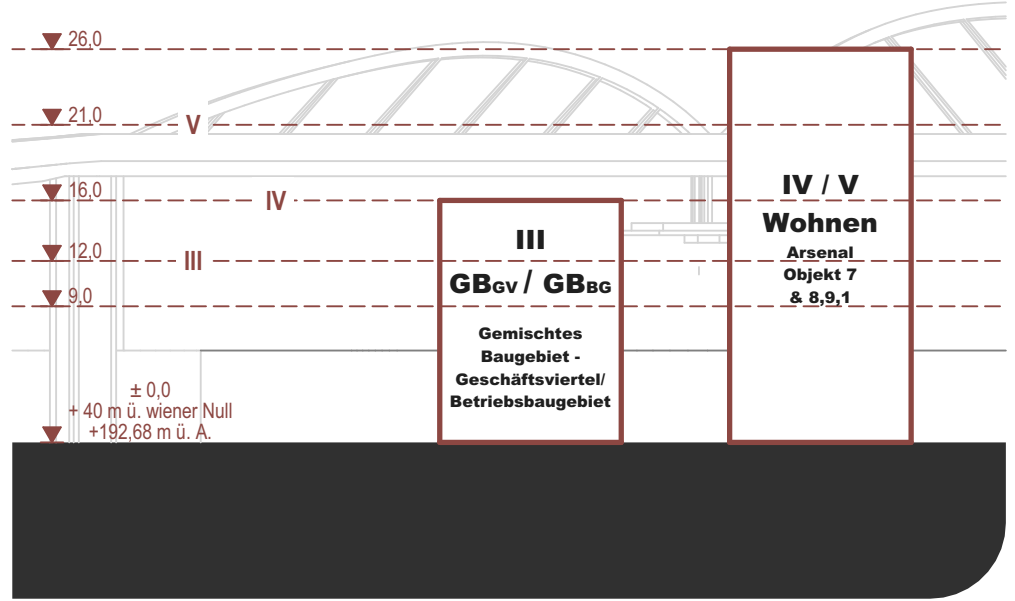 26,0
21,0
V
16,0
IV
12,0
III
9,0
± 0,0
+ 40 m ü. wiener Null
+192,68 m ü. A.
III
GBGV / GBBG
Gemischtes
Baugebiet -
Geschäftsviertel/
Betriebsbaugebiet
IV / V
Wohnen
Arsenal
Objekt 7
& 8,9,1